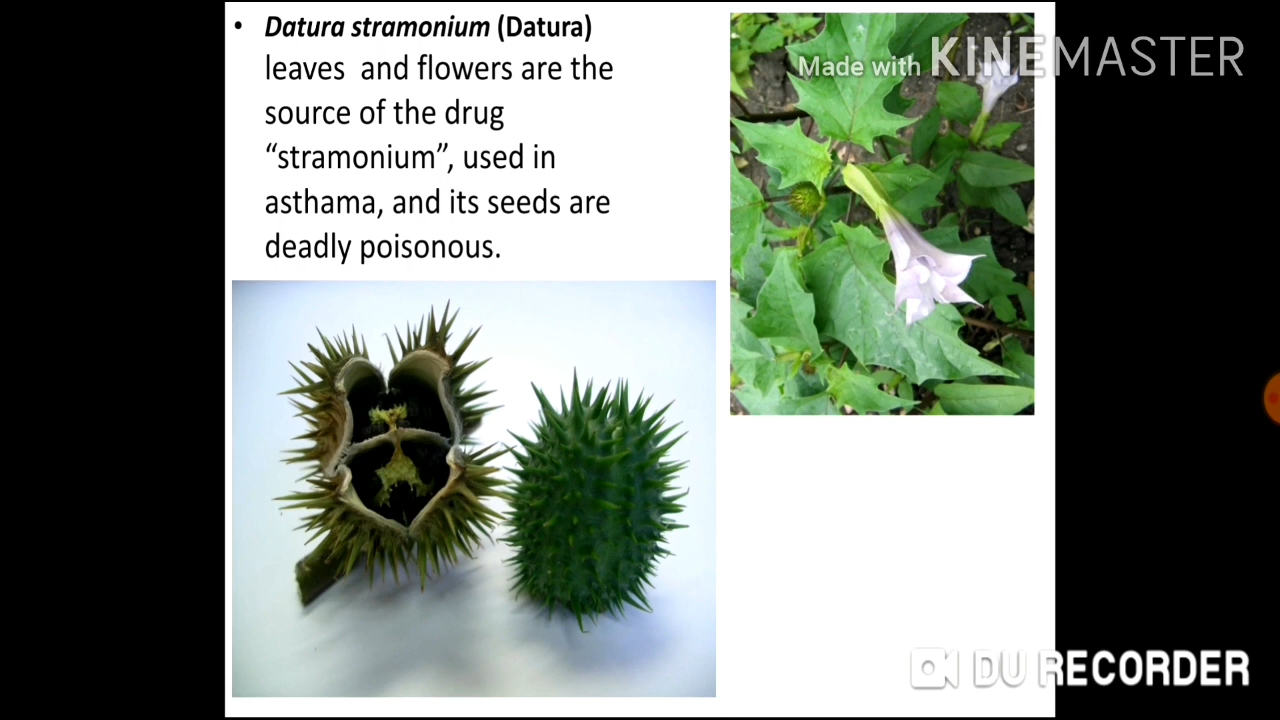 • Datura stramonium (Datura)
leaves and flowers are the
source of the drug
“stramonium”, used in
asthama, and its seeds are
deadly poisonous.
Made with KINEMASTER
DU RECORDER